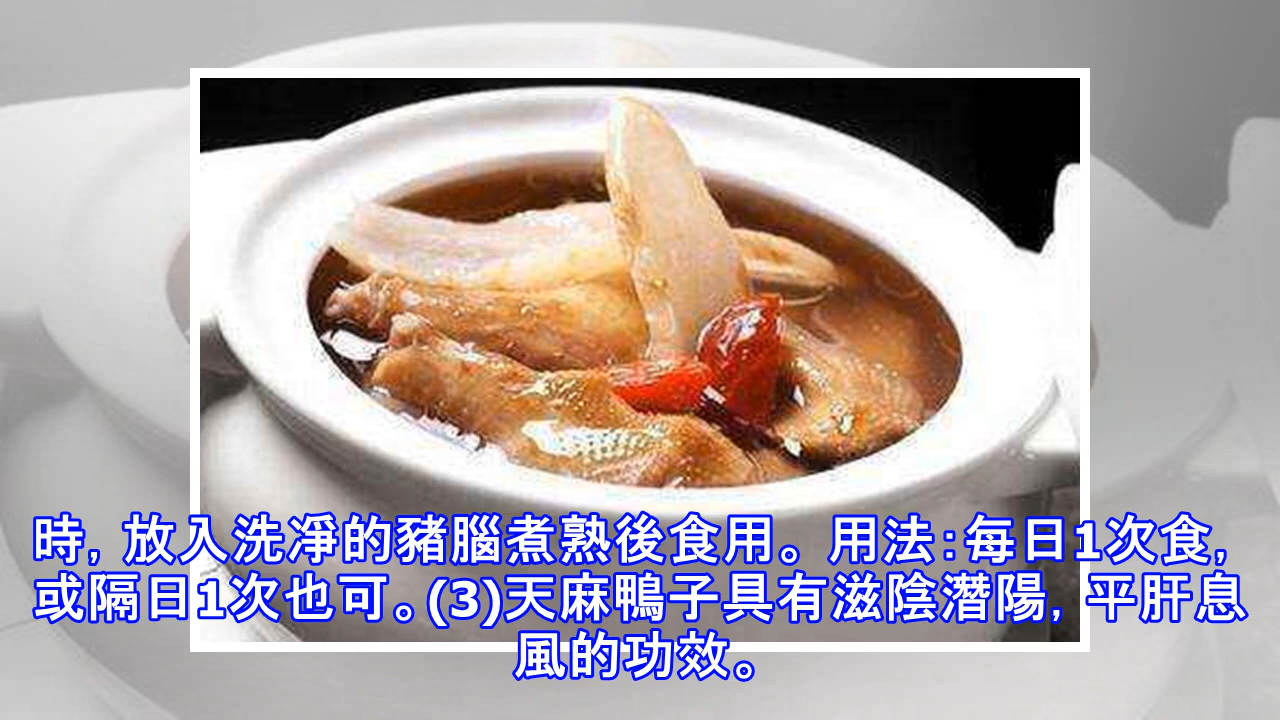 時, 放入洗凈的豬腦煮熟後食用。用法:每日1次食,
或隔日1次也可。(3)天麻鴨子具有滋陰潛陽, 平肝息
風的功效。